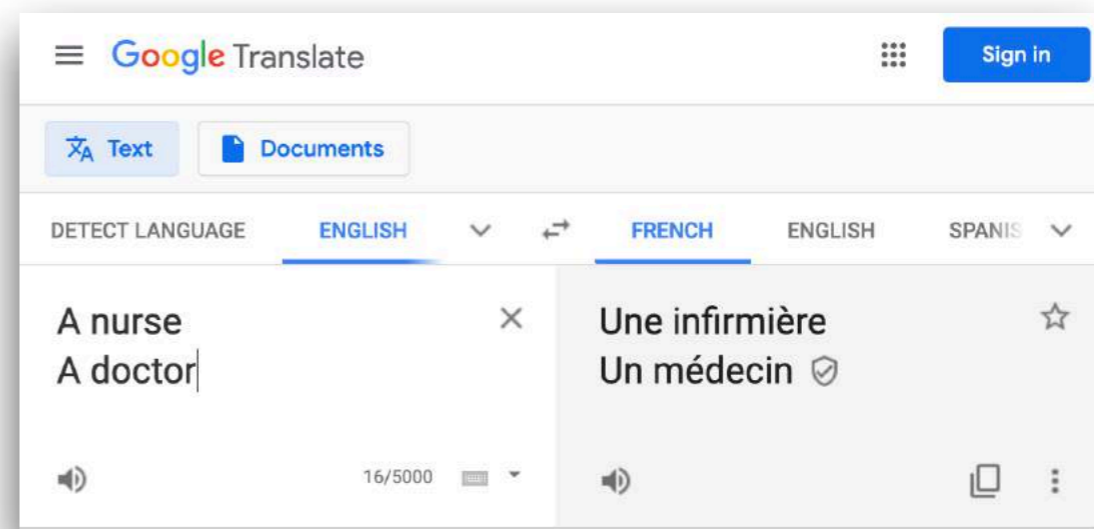 Google Translate
Sign in
Text
Documents
DETECT LANGUAGE
ENGLISH
FRENCH
ENGLISH
SPANIS
A nurse
A doctor
Une infirmière
Un médecin
16/5000